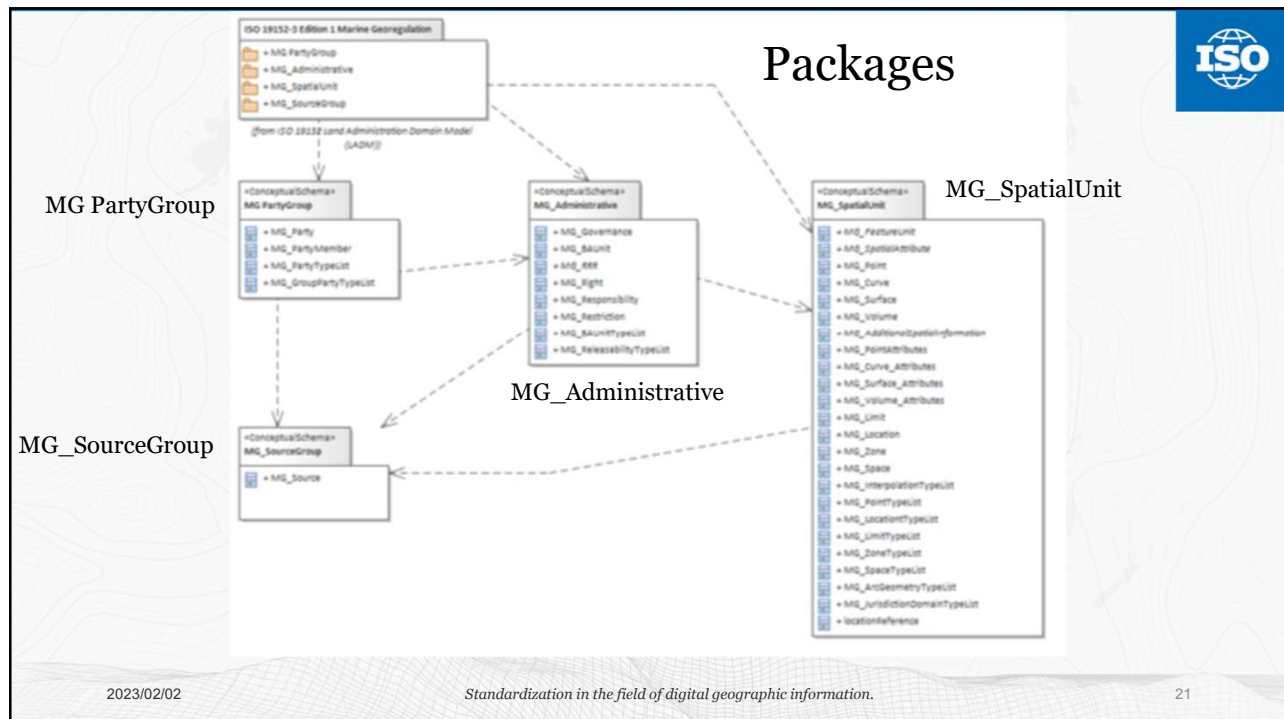 Packages
ISO
ISO 19152-3 Edition 1 Marine Georegulation
+ MG PartyGroup
+ MG_Administrative
+ MG_SpatialUnit
+ MG_SourceGroup
(from ISO 19152 Land Administration Domain Model
(LADM))
MG PartyGroup
«ConceptualSchema»
MG PartyGroup
+ MG_Party
+ MG_PartyMember
+ MG_PartyTypeList
+ MG_GroupPartyTypeList
«ConceptualSchema»
MG_Administrative
+ MG_Governance
+ MG_BAUnit
+ MG_RRR
+ MG_Right
+ MG_Responsibility
+ MG_Restriction
+ MG_BAUnitTypeList
+ MG_ReleasabilityTypeList
MG_Administrative
MG_SpatialUnit
«ConceptualSchema»
MG_SpatialUnit
+ MG_FeatureUnit
+ MG_SpatialAttribute
+ MG_Point
+ MG_Curve
+ MG_Surface
+ MG_Volume
+ MG_AdditionalSpatialInformation
+ MG_PointAttributes
+ MG_Curve_Attributes
+ MG_Surface_Attributes
+ MG_Volume_Attributes
+ MG_Limit
+ MG_Location
+ MG_Zone
+ MG_Space
+ MG_InterpolationTypeList
+ MG_PointTypeList
+ MG_LocationtTypeList
+ MG_LimitTypeList
+ MG_ZoneTypeList
+ MG_SpaceTypeList
+ MG_ArcGeometryTypeList
+ MG_JurisdictionDomainTypeList
+ locationReference
MG_SourceGroup
«ConceptualSchema»
MG_SourceGroup
+ MG_Source
2023/02/02
Standardization in the field of digital geographic information.
21